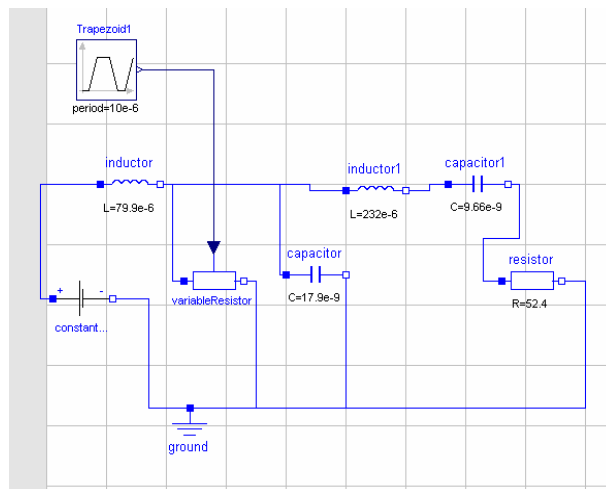 Trapezoid1
period=10e-6
inductor
L=79.9e-6
inductor1
L=232e-6
capacitor1
C=9.66e-9
capacitor
C=17.9e-9
resistor
R=52.4
variableResistor
+ -
constant...
ground